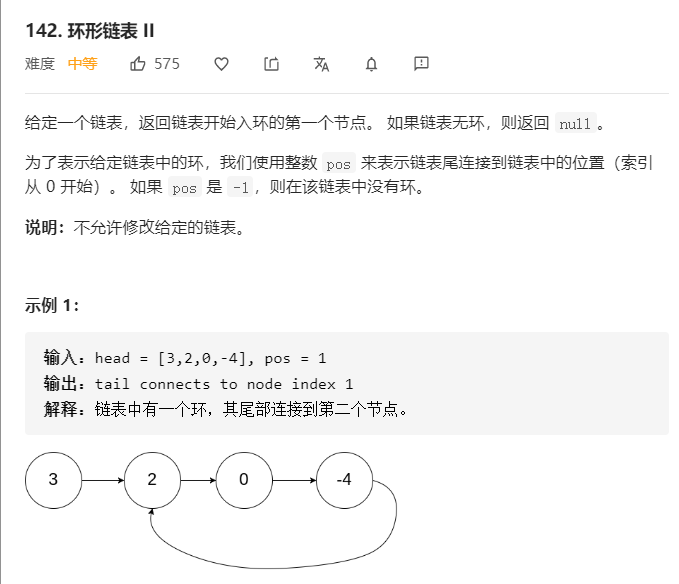 142. 环形链表 II
难度 中等 575
给定一个链表，返回链表开始入环的第一个节点。 如果链表无环，则返回 null。
为了表示给定链表中的环，我们使用整数 pos 来表示链表尾连接到链表中的位置（索引
从 0 开始）。 如果 pos 是 -1，则在该链表中没有环。
说明：不允许修改给定的链表。
示例 1：
输入：head = [3,2,0,-4], pos = 1
输出：tail connects to node index 1
解释：链表中有一个环，其尾部连接到第二个节点。
3 2 0 -4